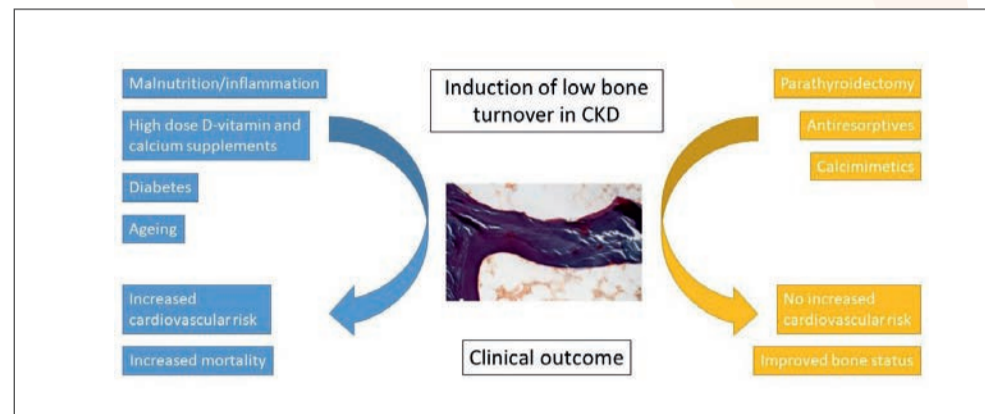 Malnutrition/inflammation
High dose D-vitamin and
calcium supplements
Diabetes
Ageing
Induction of low bone
turnover in CKD
Parathyroidectomy
Antiresorptives
Calcimimetics
Increased
cardiovascular risk
Increased mortality
Clinical outcome
No increased
cardiovascular risk
Improved bone status